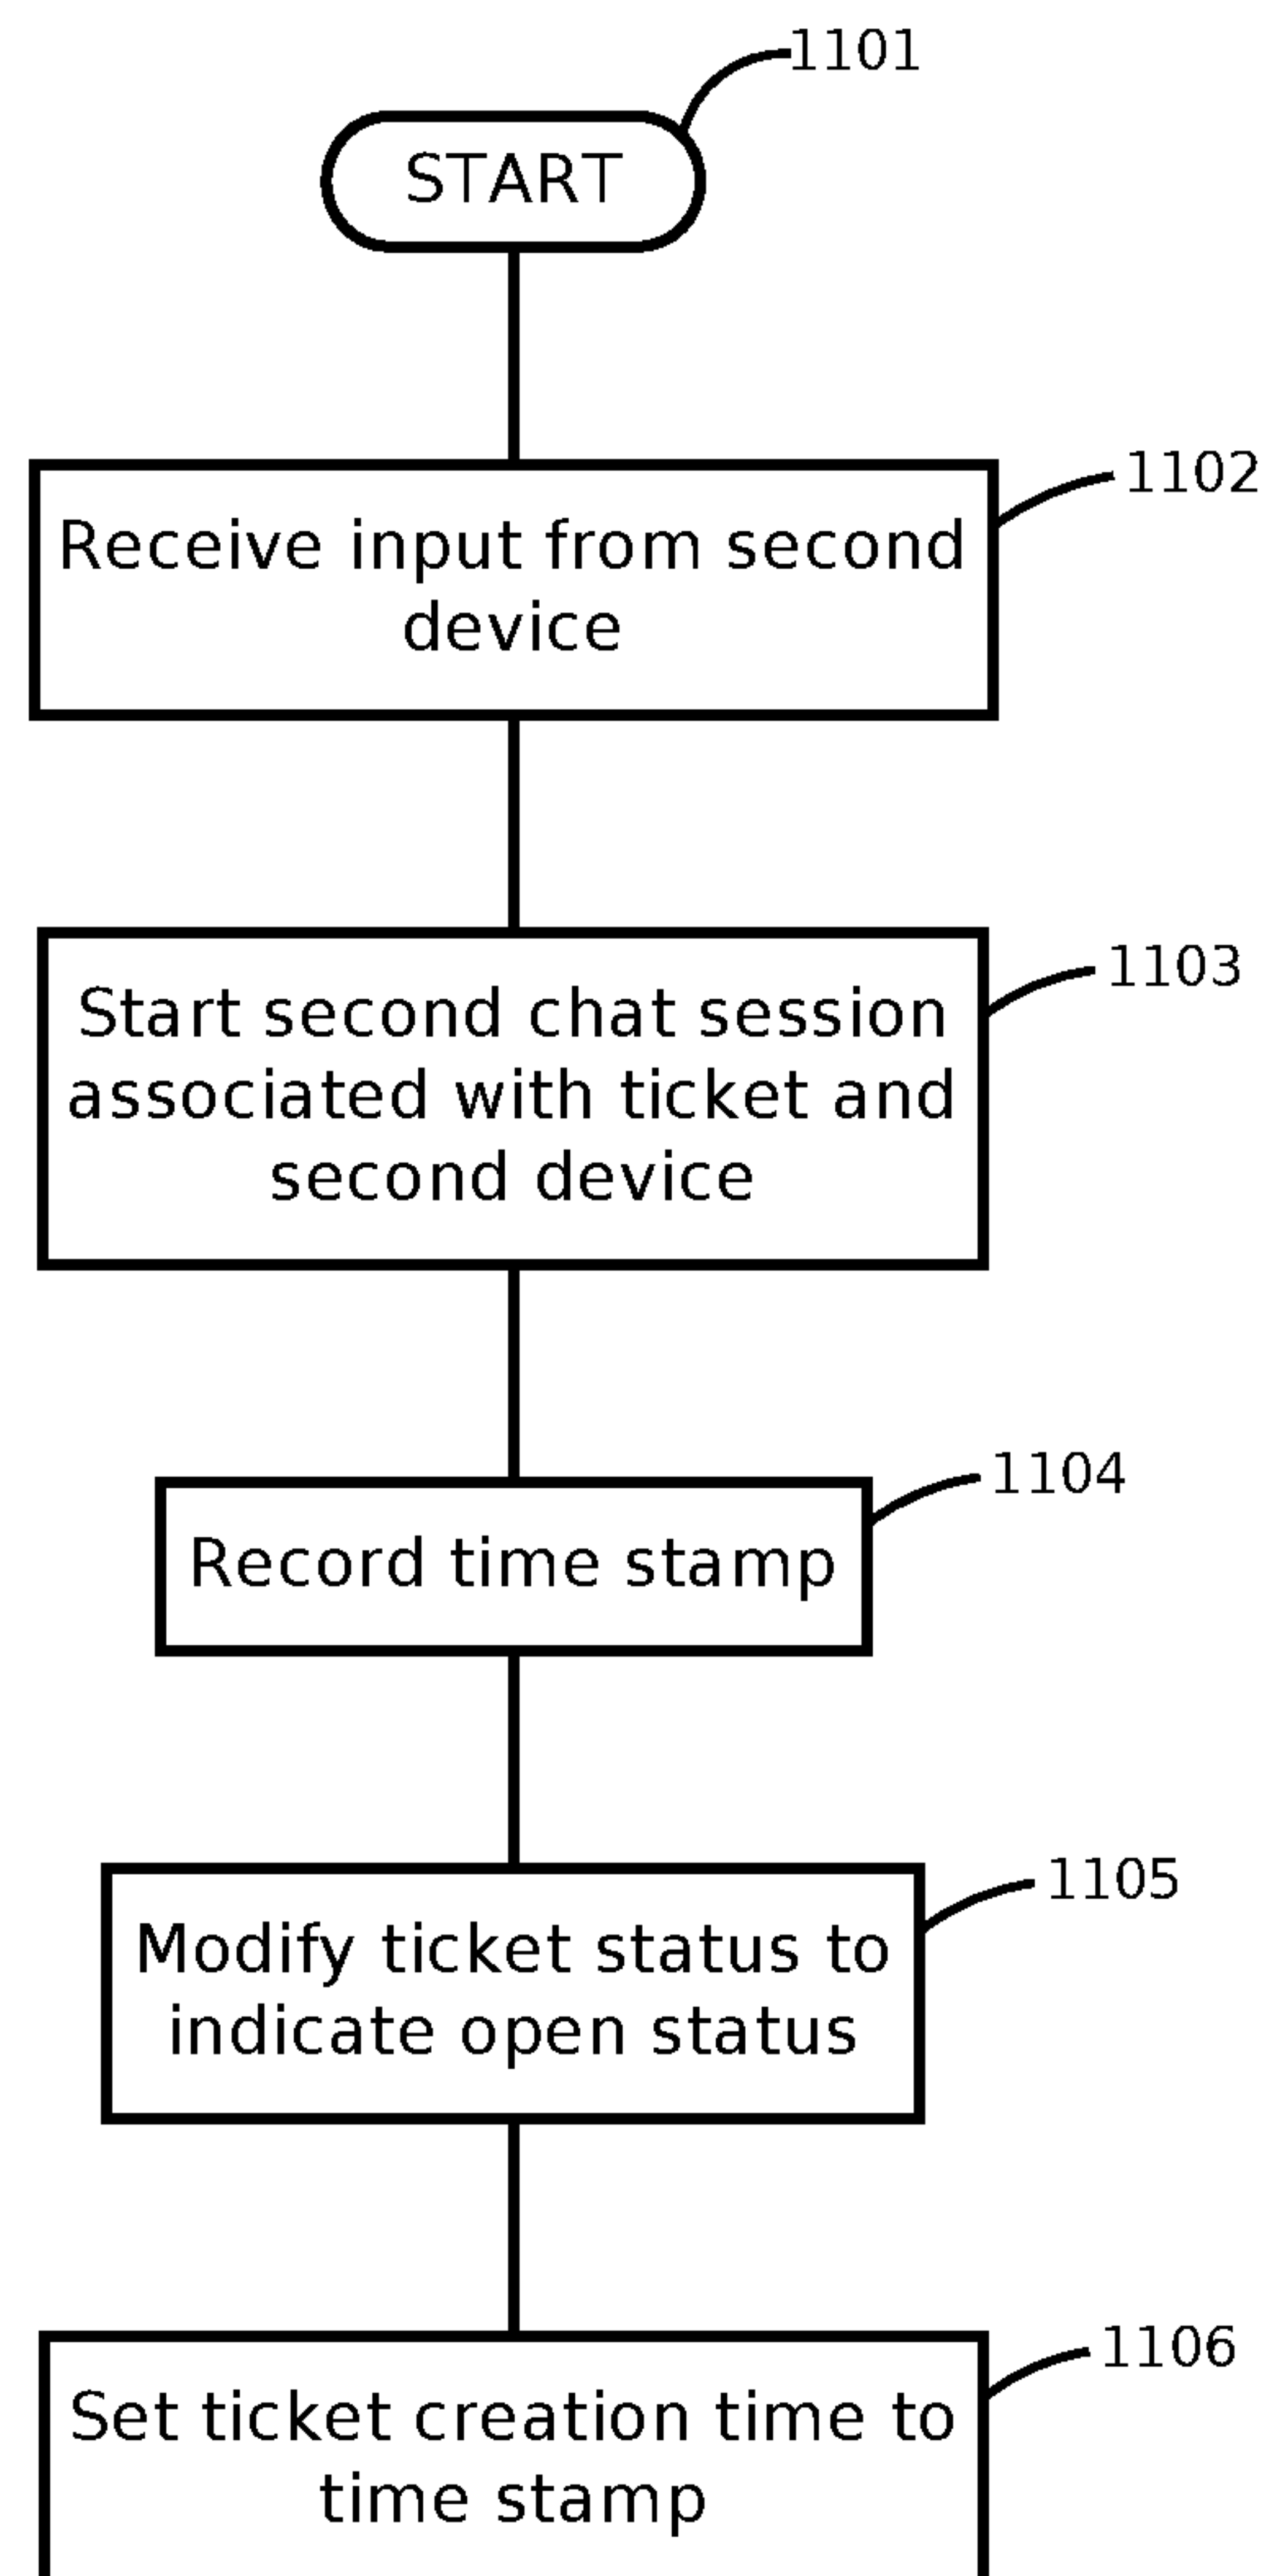 1101
START
1102
Receive input from second
device
1103
Start second chat session
associated with ticket and
second device
1104
Record time stamp
1105
Modify ticket status to
indicate open status
1106
Set ticket creation time to
time stamp